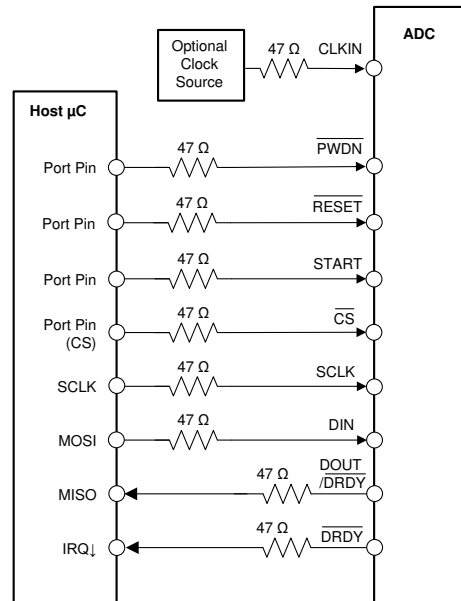 ADC
Optional
Clock
Source
47 Ω
CLKIN
Host µC
Port Pin
47 Ω
PWDN
Port Pin
47 Ω
RESET
Port Pin
47 Ω
START
Port Pin
(CS)
47 Ω
CS
SCLK
47 Ω
SCLK
MOSI
47 Ω
DIN
MISO
47 Ω
DOUT
/DRDY
IRQ↓
47 Ω
DRDY